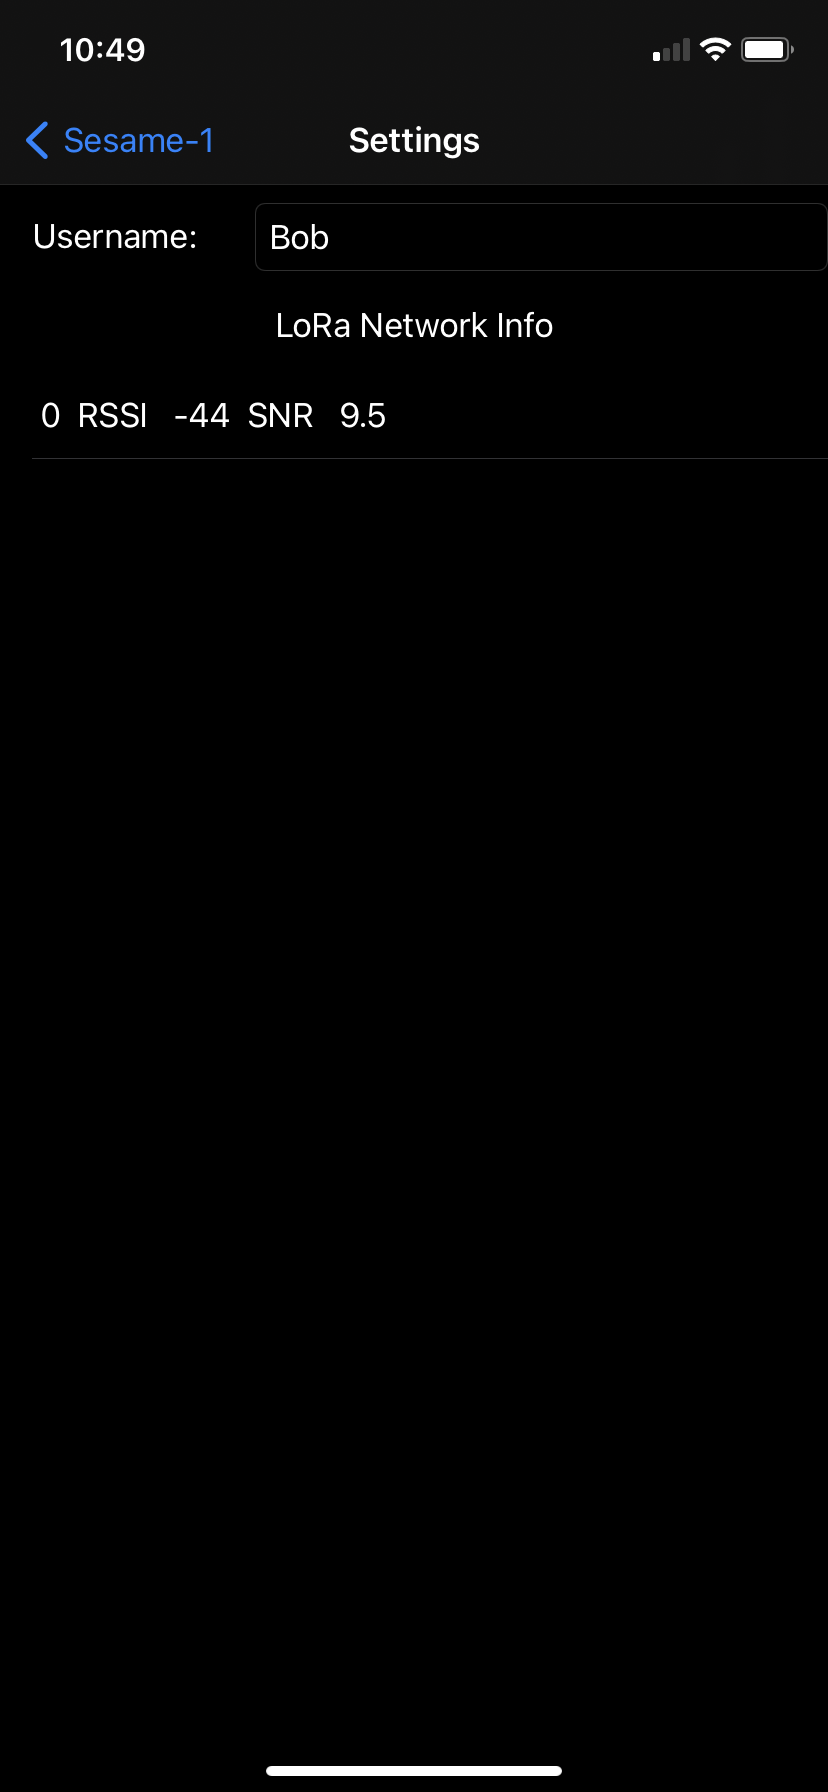 10:49
Sesame-1 Settings
Username: Bob
LoRa Network Info
0 RSSI -44 SNR 9.5